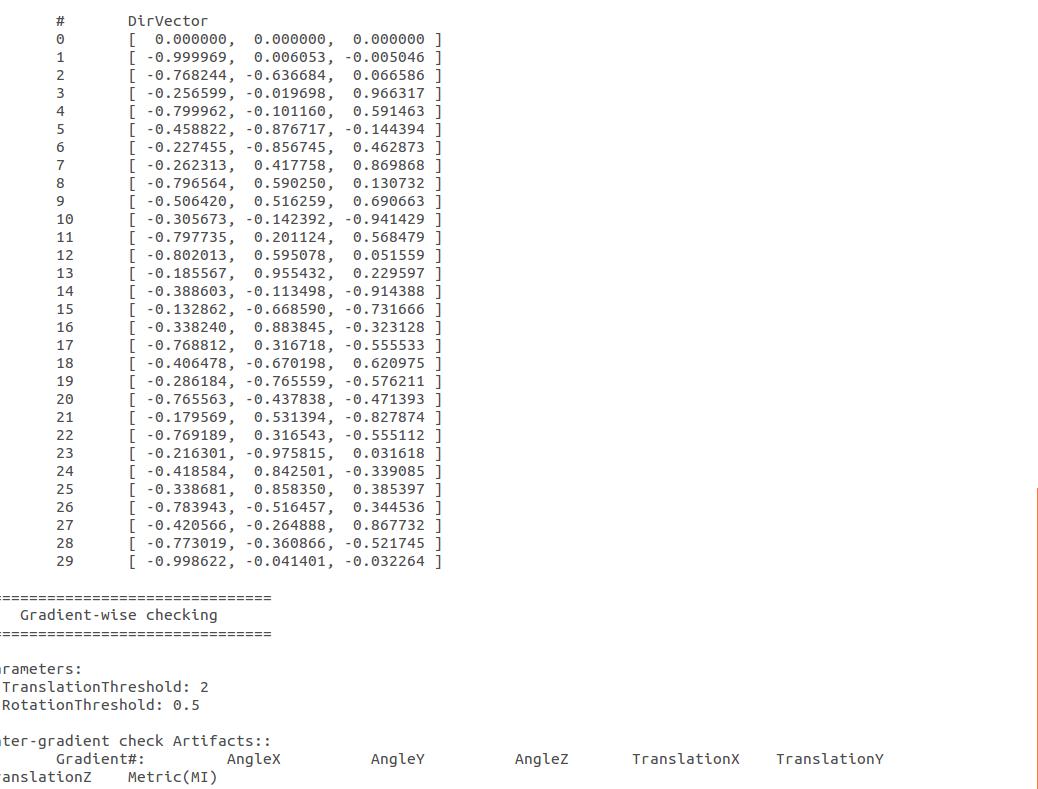 # DirVector
0 [ 0.000000, 0.000000, 0.000000 ]
1 [ -0.999969, 0.006053, -0.005046 ]
2 [ -0.768244, -0.636684, 0.066586 ]
3 [ -0.256599, -0.019698, 0.966317 ]
4 [ -0.799962, -0.101160, 0.591463 ]
5 [ -0.458822, -0.876717, -0.144394 ]
6 [ -0.227455, -0.856745, 0.462873 ]
7 [ -0.262313, 0.417758, 0.869868 ]
8 [ -0.796564, 0.590250, 0.130732 ]
9 [ -0.506420, 0.516259, 0.690663 ]
10 [ -0.305673, -0.142392, -0.941429 ]
11 [ -0.797735, 0.201124, 0.568479 ]
12 [ -0.802013, 0.595078, 0.051559 ]
13 [ -0.185567, 0.955432, 0.229597 ]
14 [ -0.388603, -0.113498, -0.914388 ]
15 [ -0.132862, -0.668590, -0.731666 ]
16 [ -0.338240, 0.883845, -0.323128 ]
17 [ -0.768812, 0.316718, -0.555533 ]
18 [ -0.406478, -0.670198, 0.620975 ]
19 [ -0.286184, -0.765559, -0.576211 ]
20 [ -0.765563, -0.437838, -0.471393 ]
21 [ -0.179569, 0.531394, -0.827874 ]
22 [ -0.769189, 0.316543, -0.555112 ]
23 [ -0.216301, -0.975815, 0.031618 ]
24 [ -0.418584, 0.842501, -0.339085 ]
25 [ -0.338681, 0.858350, 0.385397 ]
26 [ -0.783943, -0.516457, 0.344536 ]
27 [ -0.420566, -0.264888, 0.867732 ]
28 [ -0.773019, -0.360866, -0.521745 ]
29 [ -0.998622, -0.041401, -0.032264 ]
===============================
Gradient-wise checking
===============================
rameters:
TranslationThreshold: 2
RotationThreshold: 0.5
ter-gradient check Artifacts::
Gradient#: AngleX AngleY AngleZ TranslationX TranslationY
anslationZ Metric(MI)